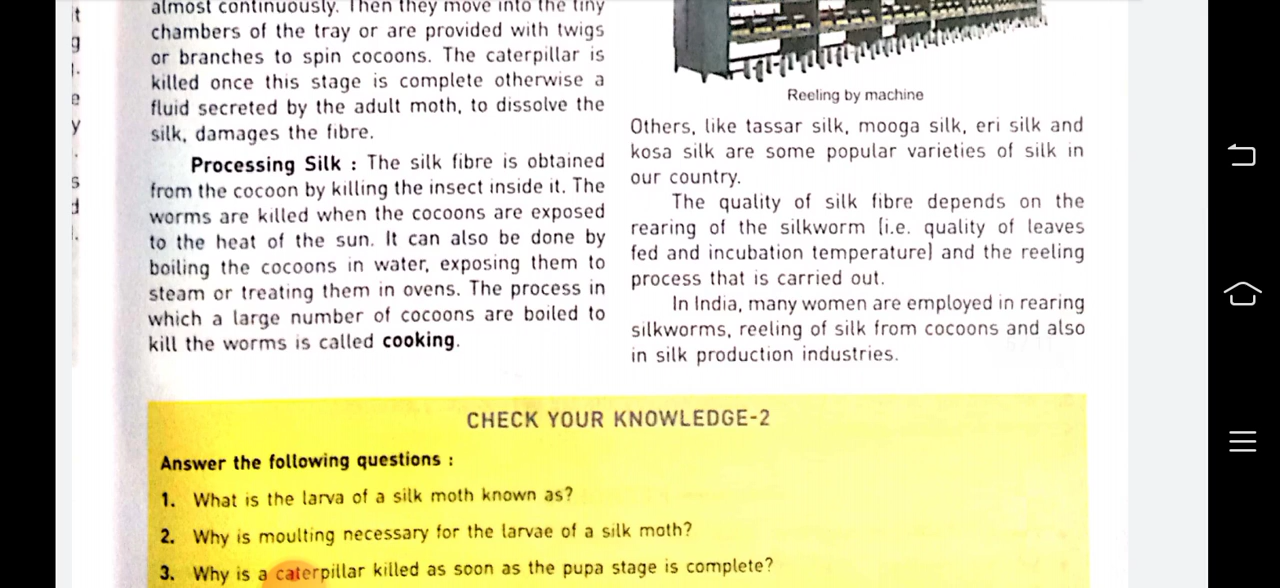 it
g
e
y
s
d
almost continuously. Then they move into the tiny
chambers of the tray or are provided with twigs
or branches to spin cocoons. The caterpillar is
killed once this stage is complete otherwise a
fluid secreted by the adult moth, to dissolve the
silk, damages the fibre.
Processing Silk : The silk fibre is obtained
from the cocoon by killing the insect inside it. The
worms are killed when the cocoons are exposed
to the heat of the sun. It can also be done by
boiling the cocoons in water, exposing them to
steam or treating them in ovens. The process in
which a large number of cocoons are boiled to
kill the worms is called cooking.
Reeling by machine
Others, like tassar silk, mooga silk, eri silk and
kosa silk are some popular varieties of silk in
our country.
The quality of silk fibre depends on the
rearing of the silkworm (i.e. quality of leaves
fed and incubation temperature) and the reeling
process that is carried out.
In India, many women are employed in rearing
silkworms, reeling of silk from cocoons and also
in silk production industries.
CHECK YOUR KNOWLEDGE-2
Answer the following questions :
1. What is the larva of a silk moth known as?
2. Why is moulting necessary for the larvae of a silk moth?
3. Why is a caterpillar killed as soon as the pupa stage is complete?